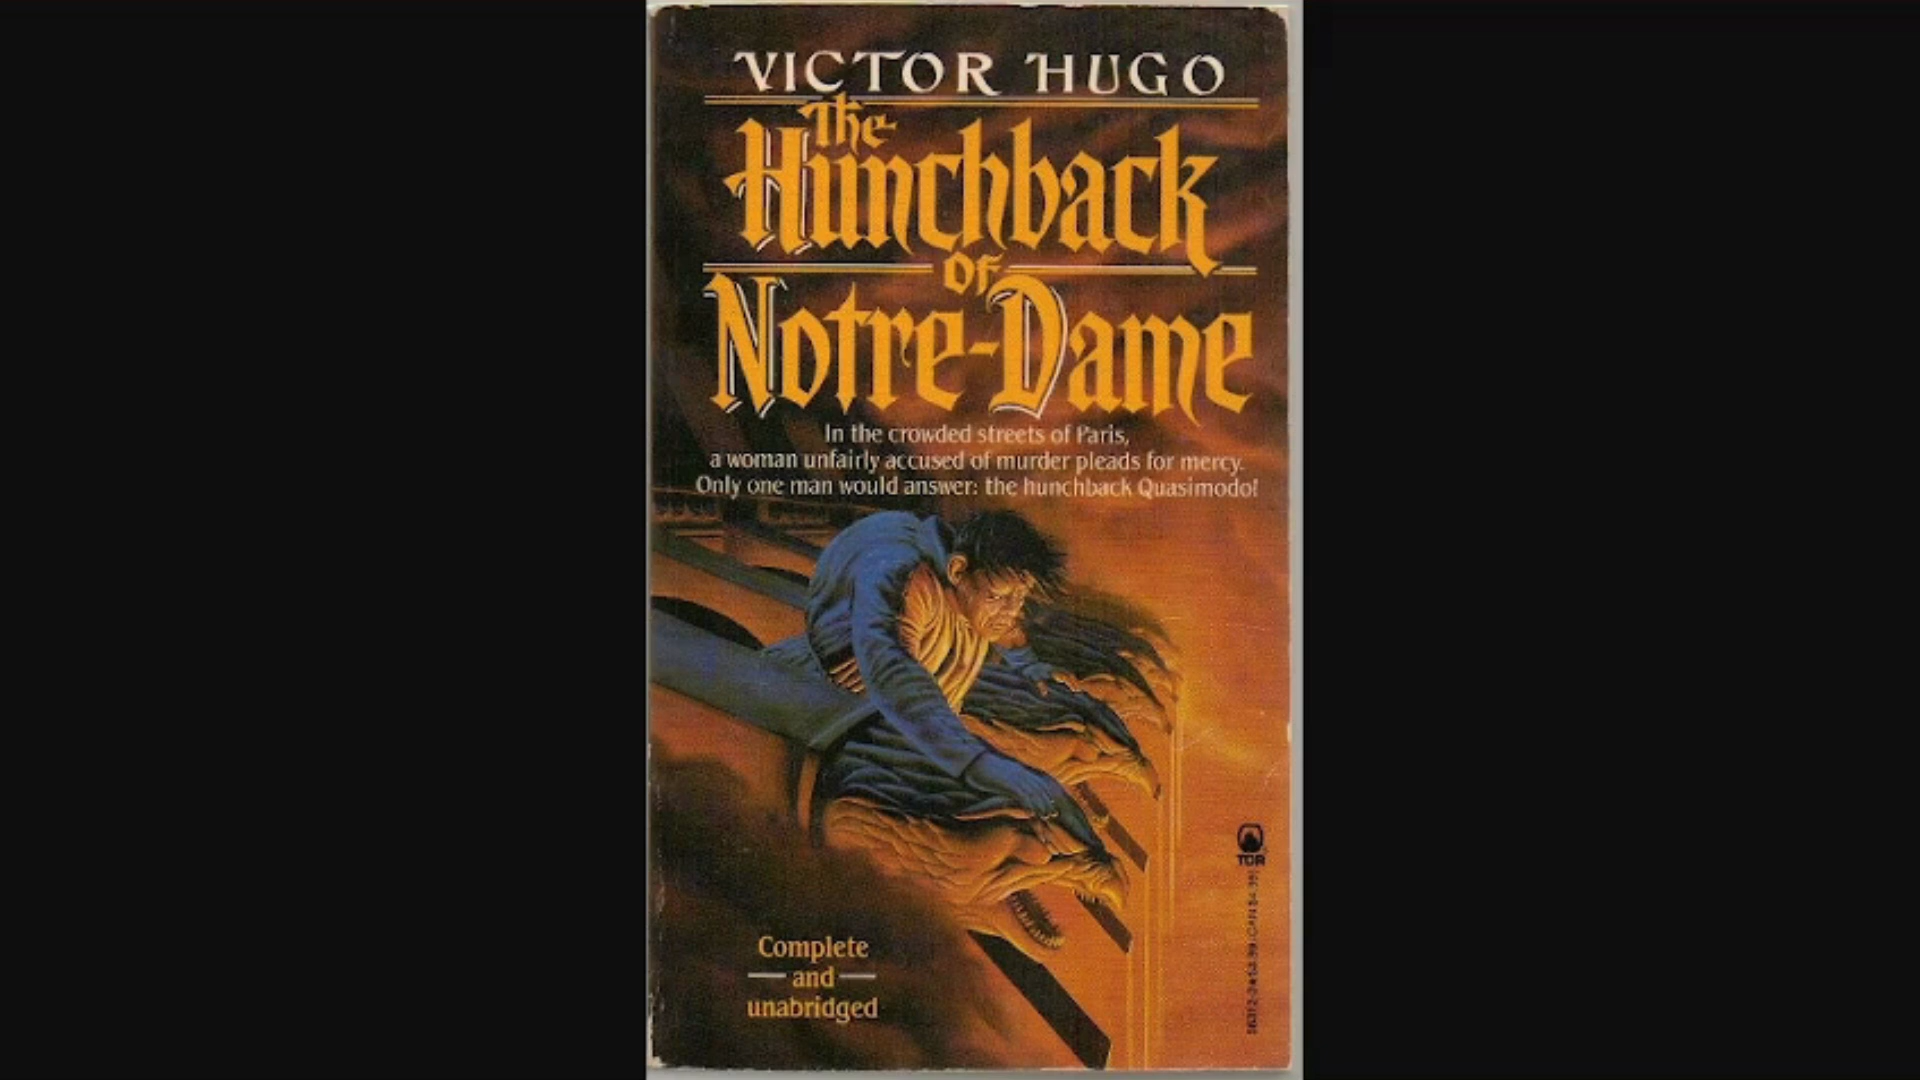 VICTOR HUGO
The
Hunchback
of
Notre-Dame
In the crowded streets of Paris,
a woman unfairly accused of murder pleads for mercy.
Only one man would answer: the hunchback Quasimodo!
TOR
Complete
and
unabridged